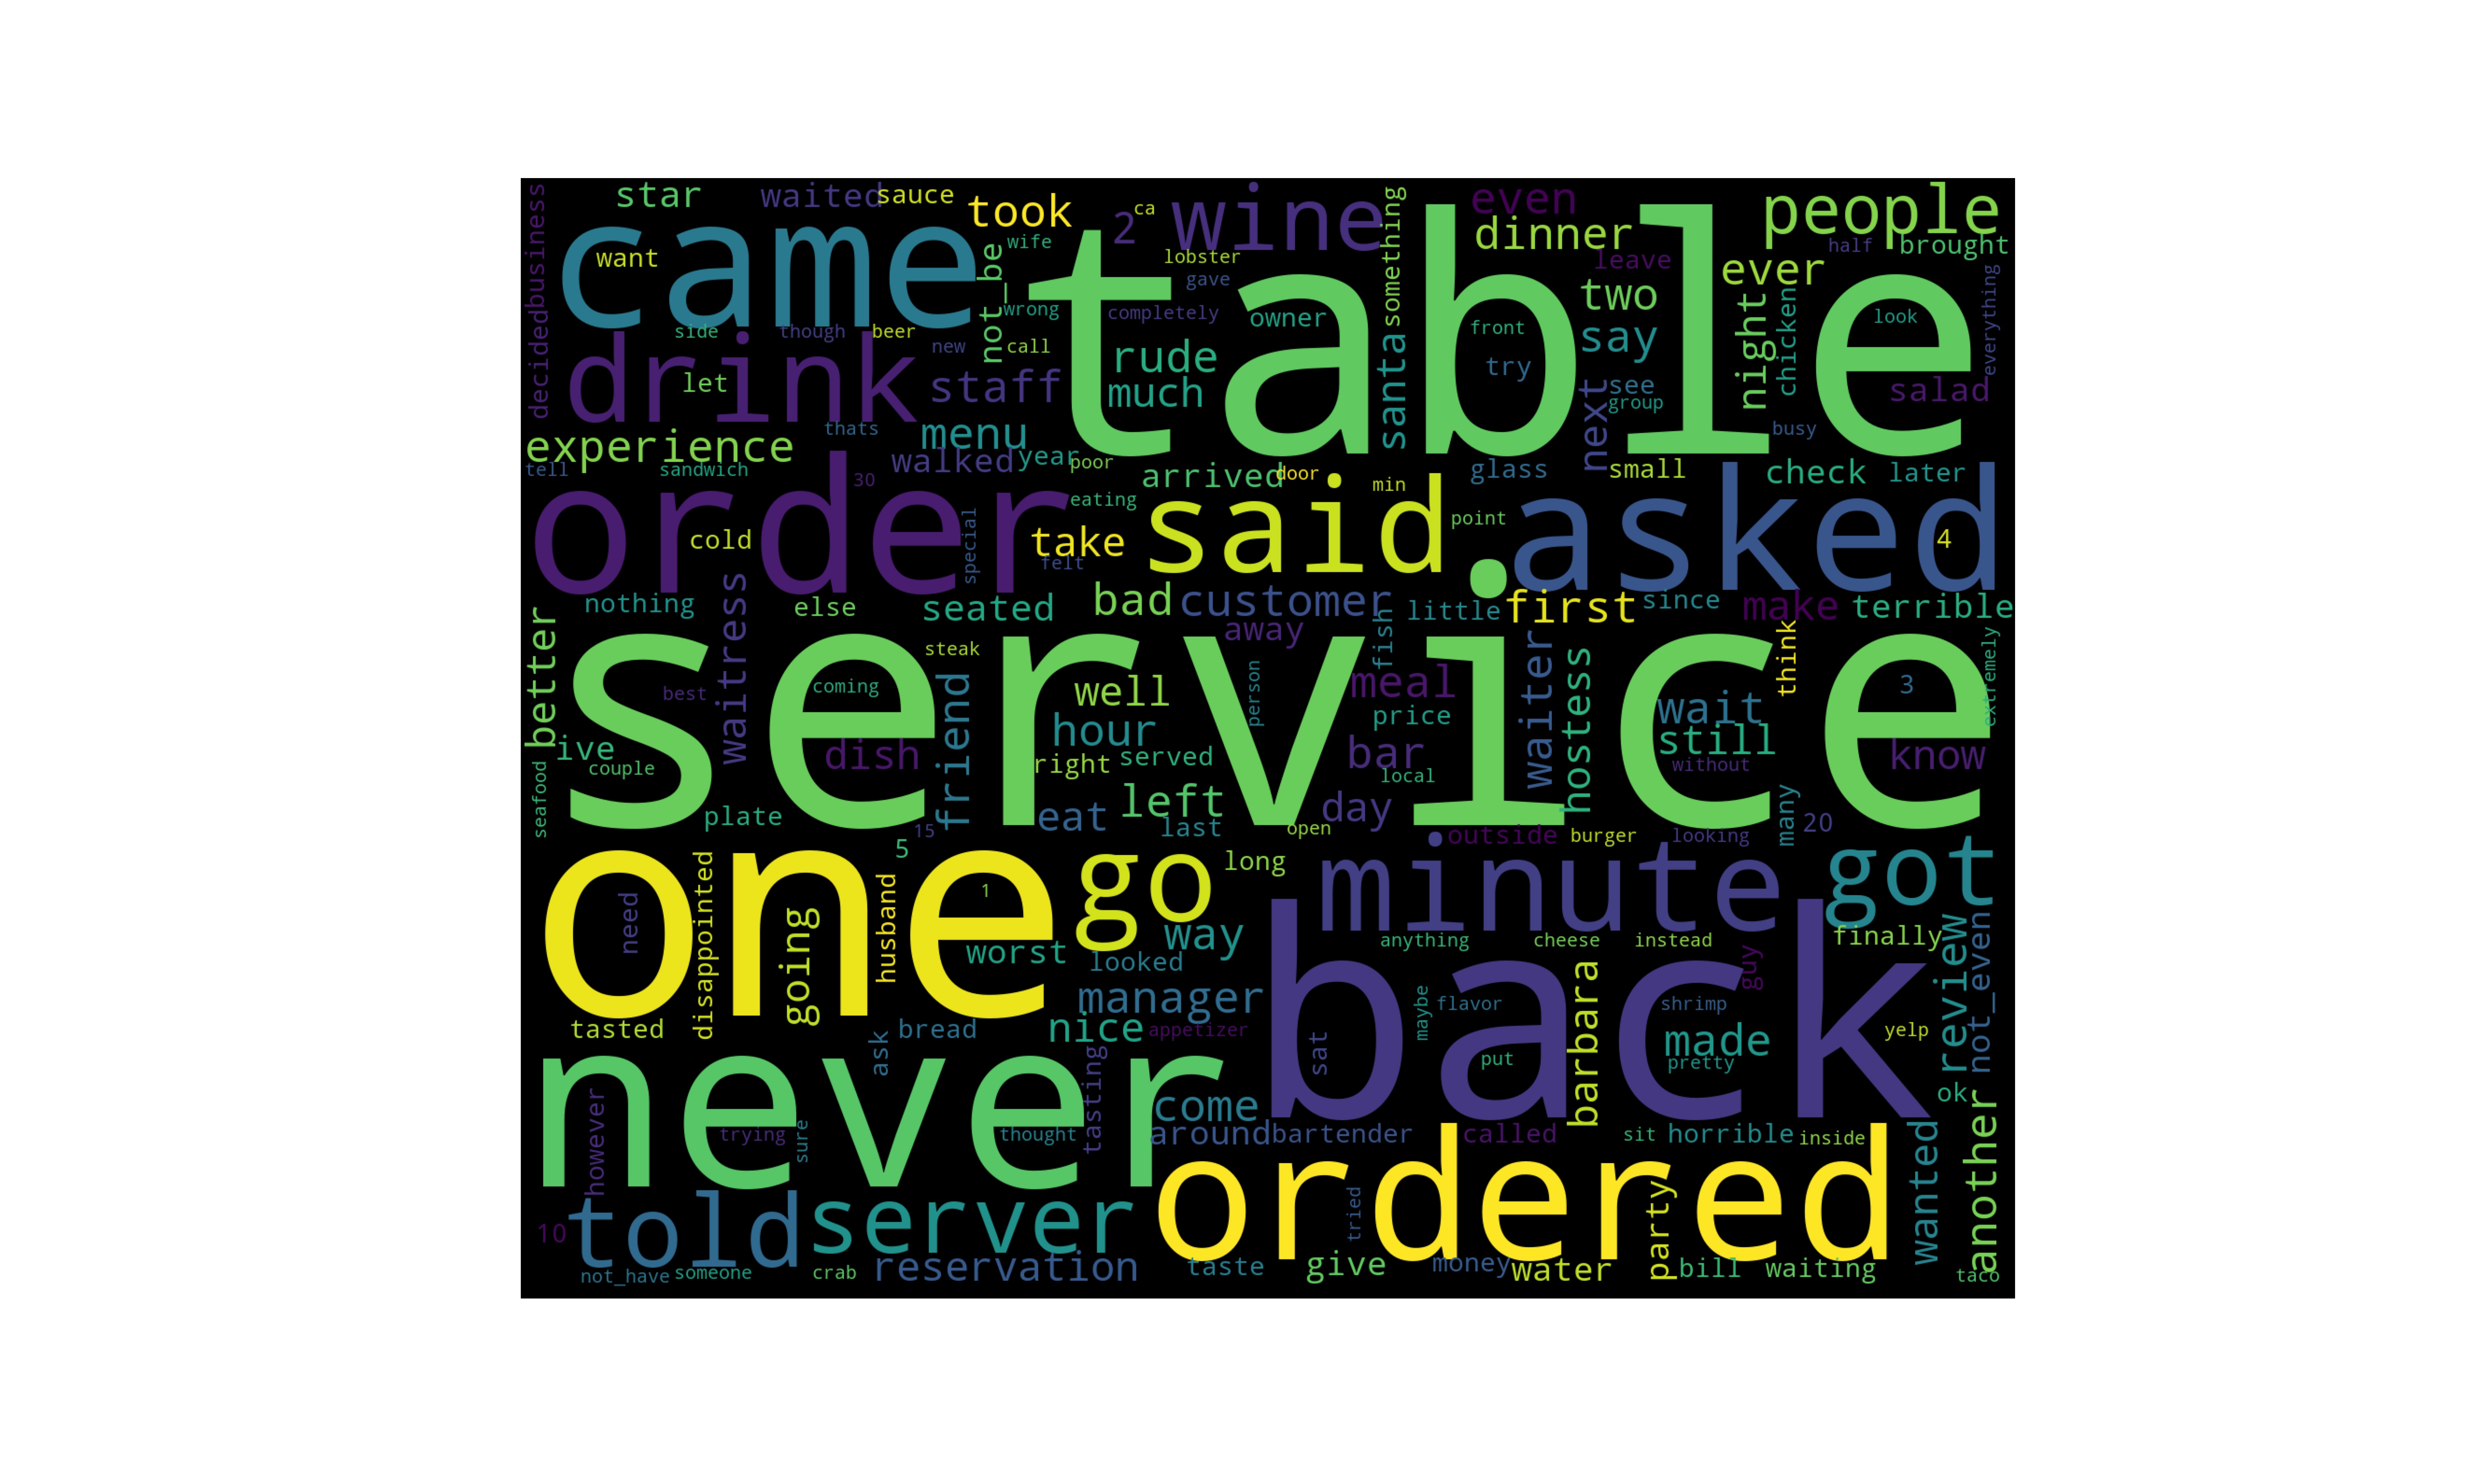 star
waited
sauce
took
2
ca
wine
something
even
people
decided
business
came
want
not_be
wife
lobster
gave
dinner
leave
ever
half
brought
table
two
night
chicken
everything
side
though
beer
new
call
wrong
completely
owner
front
say
look
drink
let
staff
rude
much
santa
try
next
see
group
salad
busy
experience
thats
menu
walked
year
poor
tell
sandwich
30
arrived
door
min
glass
small
check
later
order
eating
said
point
asked
4
cold
special
take
felt
nothing
else
seated
bad
customer
little
first
since
make
terrible
better
waitress
away
fish
think
extremely
service
steak
best
coming
friend
well
person
meal
waiter
hostess
wait
3
ive
couple
dish
hour
right
served
price
bar
local
still
without
know
seafood
plate
15
eat
left
last
day
open
outside
burger
looking
many
20
one
5
go
long
minute
got
need
disappointed
going
husband
1
worst
way
looked
anything
cheese
instead
finally
back
guy
review
not_even
tasted
ask
bread
manager
nice
appetizer
sat
maybe
flavor
barbara
shrimp
made
yelp
put
pretty
never
however
trying
sure
thought
tasting
come
around
bartender
called
sit
horrible
inside
ok
another
wanted
ordered
10
told
server
tried
party
not_have
someone
crab
reservation
taste
give
money
water
bill
waiting
taco